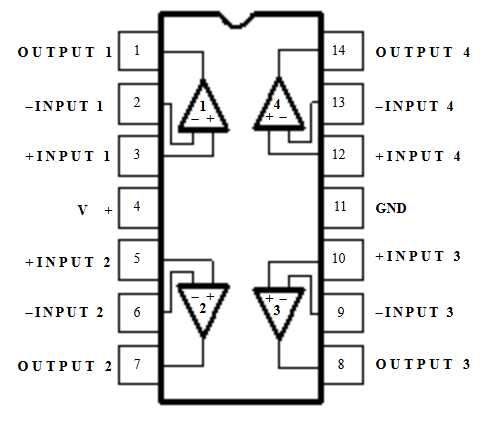 OUTPUT 1 1 14 OUTPUT 4
–INPUT 1 2 1 4 13 –INPUT 4
– + + –
+INPUT 1 3 12 +INPUT 4
V + 4 11 GND
+INPUT 2 5 10 +INPUT 3
– + + –
–INPUT 2 6 2 3 9 –INPUT 3
OUTPUT 2 7 8 OUTPUT 3